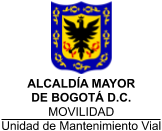 ALCALDÍA MAYOR
DE BOGOTÁ D.C.
MOVILIDAD
Unidad de Mantenimiento Vial